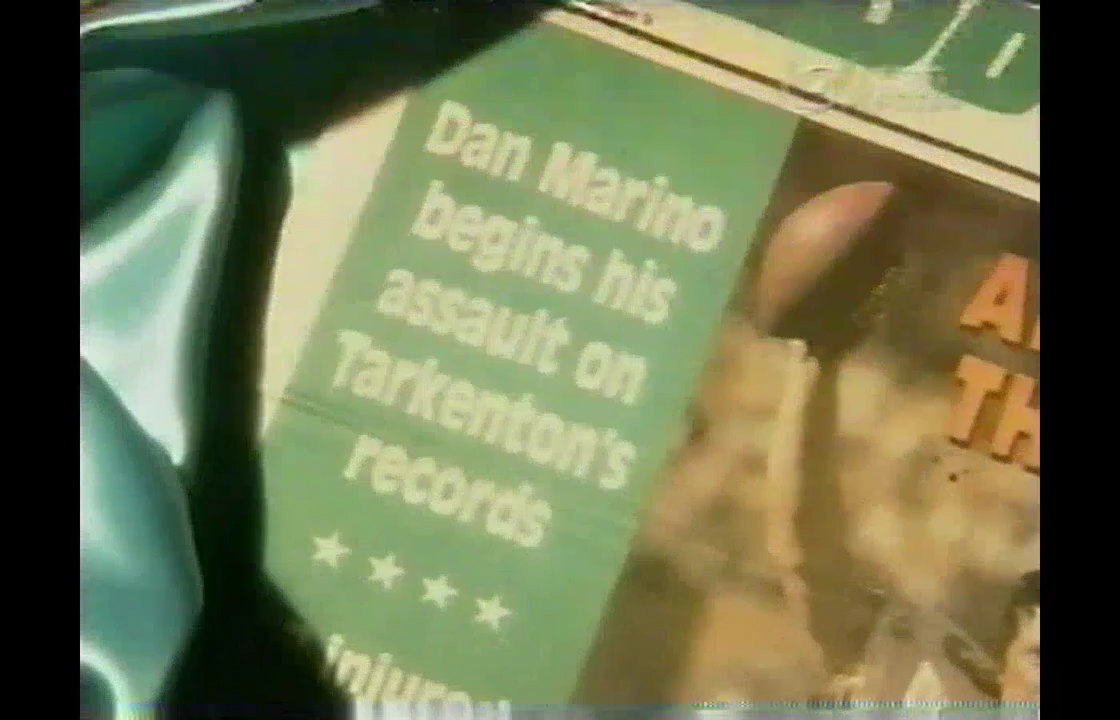 Dan Marino
begins his
assault on
Tarkenton's
records